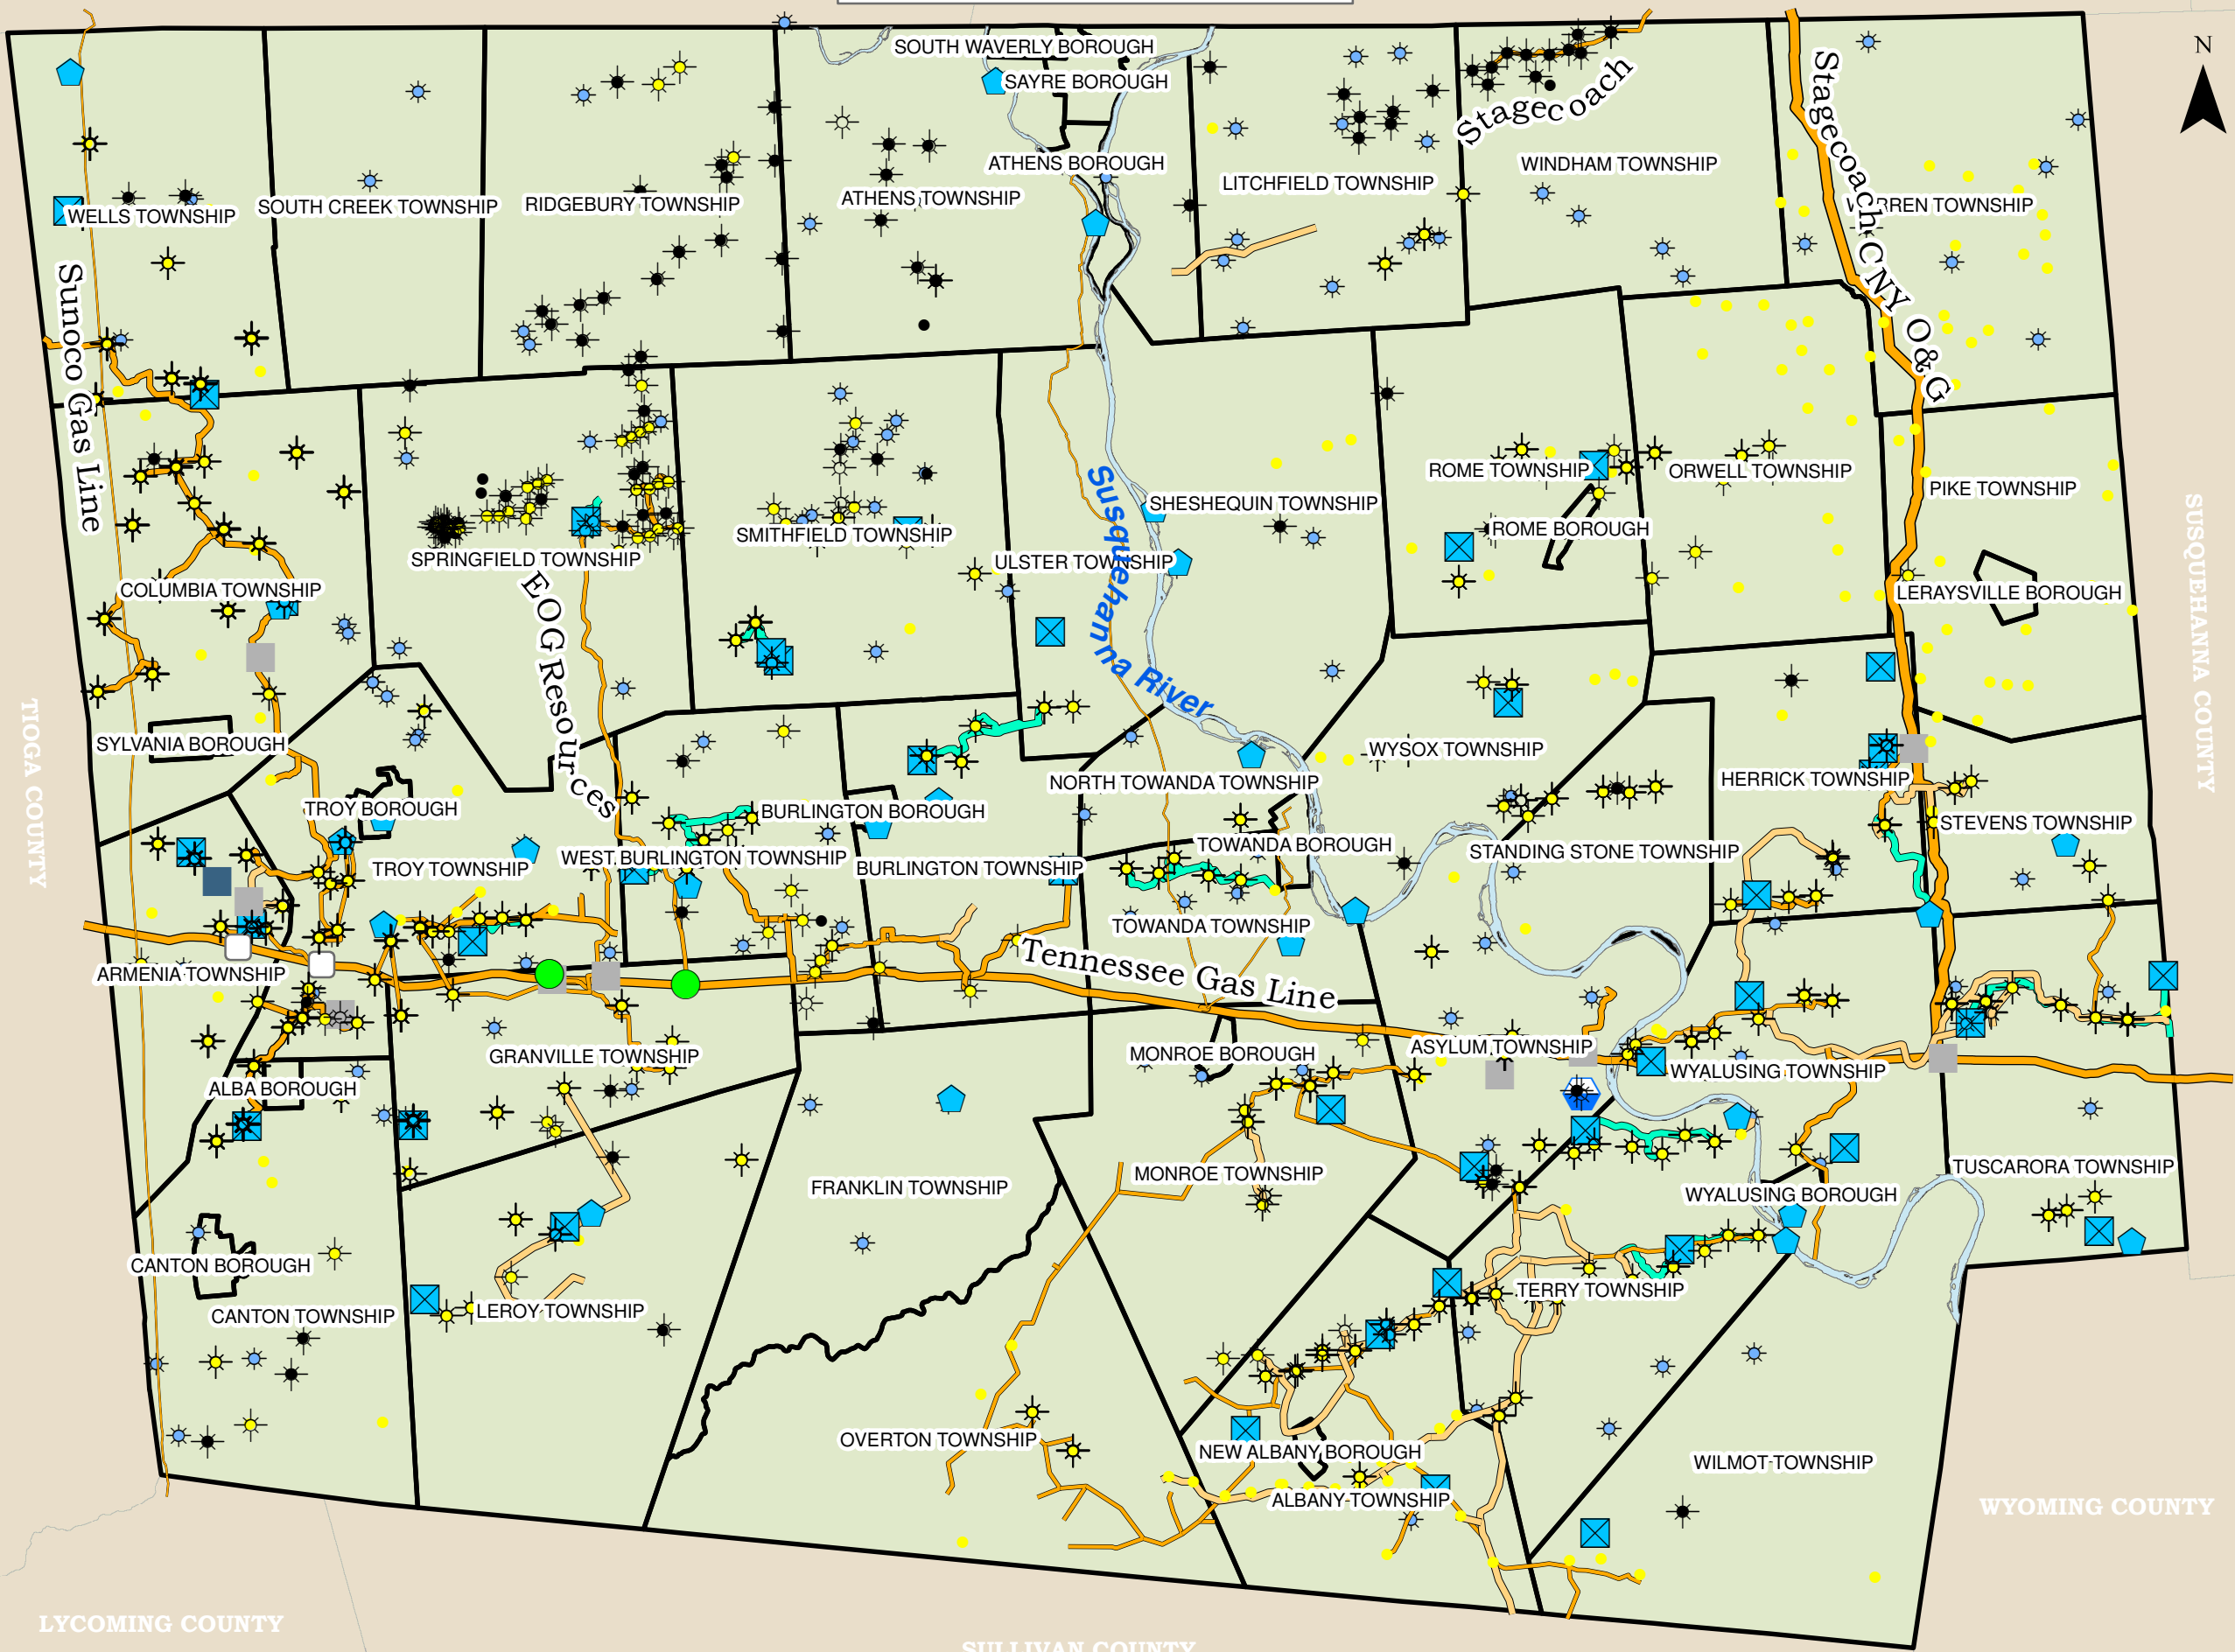 SOUTH WAVERLY BOROUGH
N
SAYRE BOROUGH
Stagecoach
Stagecoach CNY O&G
ATHENS BOROUGH
WINDHAM TOWNSHIP
LITCHFIELD TOWNSHIP
ATHENS TOWNSHIP
RIDGEBURY TOWNSHIP
SOUTH CREEK TOWNSHIP
WELLS TOWNSHIP
TOWNSHIP
Sunoco Gas Line
ROME TOWNSHIP
ORWELL TOWNSHIP
PIKE TOWNSHIP
SHESHEQUIN TOWNSHIP
ROME BOROUGH
SMITHFIELD TOWNSHIP
SPRINGFIELD TOWNSHIP
ULSTER TOWNSHIP
Susquehanna River
COLUMBIA TOWNSHIP
LERAYSVILLE BOROUGH
SUSQUEHANNA COUNTY
EOG Resources
TIOGA COUNTY
SYLVANIA BOROUGH
WYSOX TOWNSHIP
HERRICK TOWNSHIP
NORTH TOWANDA TOWNSHIP
TROY BOROUGH
BURLINGTON BOROUGH
STEVENS TOWNSHIP
TOWANDA BOROUGH
STANDING STONE TOWNSHIP
WEST BURLINGTON TOWNSHIP
TROY TOWNSHIP
BURLINGTON TOWNSHIP
TOWANDA TOWNSHIP
ARMENIA TOWNSHIP
Tennessee Gas Line
GRANVILLE TOWNSHIP
MONROE BOROUGH
ASYLUM TOWNSHIP
WYALUSING TOWNSHIP
ALBA BOROUGH
MONROE TOWNSHIP
TUSCARORA TOWNSHIP
FRANKLIN TOWNSHIP
WYALUSING BOROUGH
CANTON BOROUGH
TERRY TOWNSHIP
LEROY TOWNSHIP
CANTON TOWNSHIP
OVERTON TOWNSHIP
NEW ALBANY BOROUGH
WILMOT TOWNSHIP
ALBANY TOWNSHIP
WYOMING COUNTY
LYCOMING COUNTY
SULLIVAN COUNTY